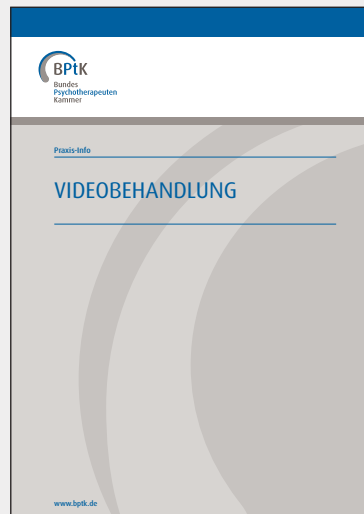 BPtK
Bundes
Psychotherapeuten
Kammer
Praxis-Info
VIDEOBEHANDLUNG
www.bptk.de